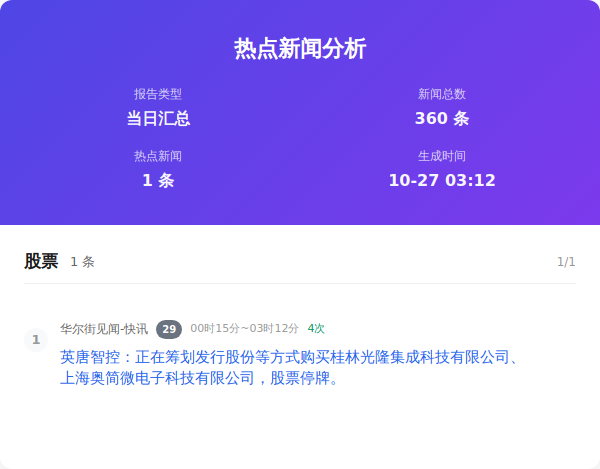 热点新闻分析
报告类型
新闻总数
当日汇总
360 条
热点新闻
生成时间
1 条
10-27 03:12
股票 1 条 1/1
1 华尔街见闻-快讯 29 00时15分~03时12分 4次
英唐智控：正在筹划发行股份等方式购买桂林光隆集成科技有限公司、
上海奥简微电子科技有限公司，股票停牌。